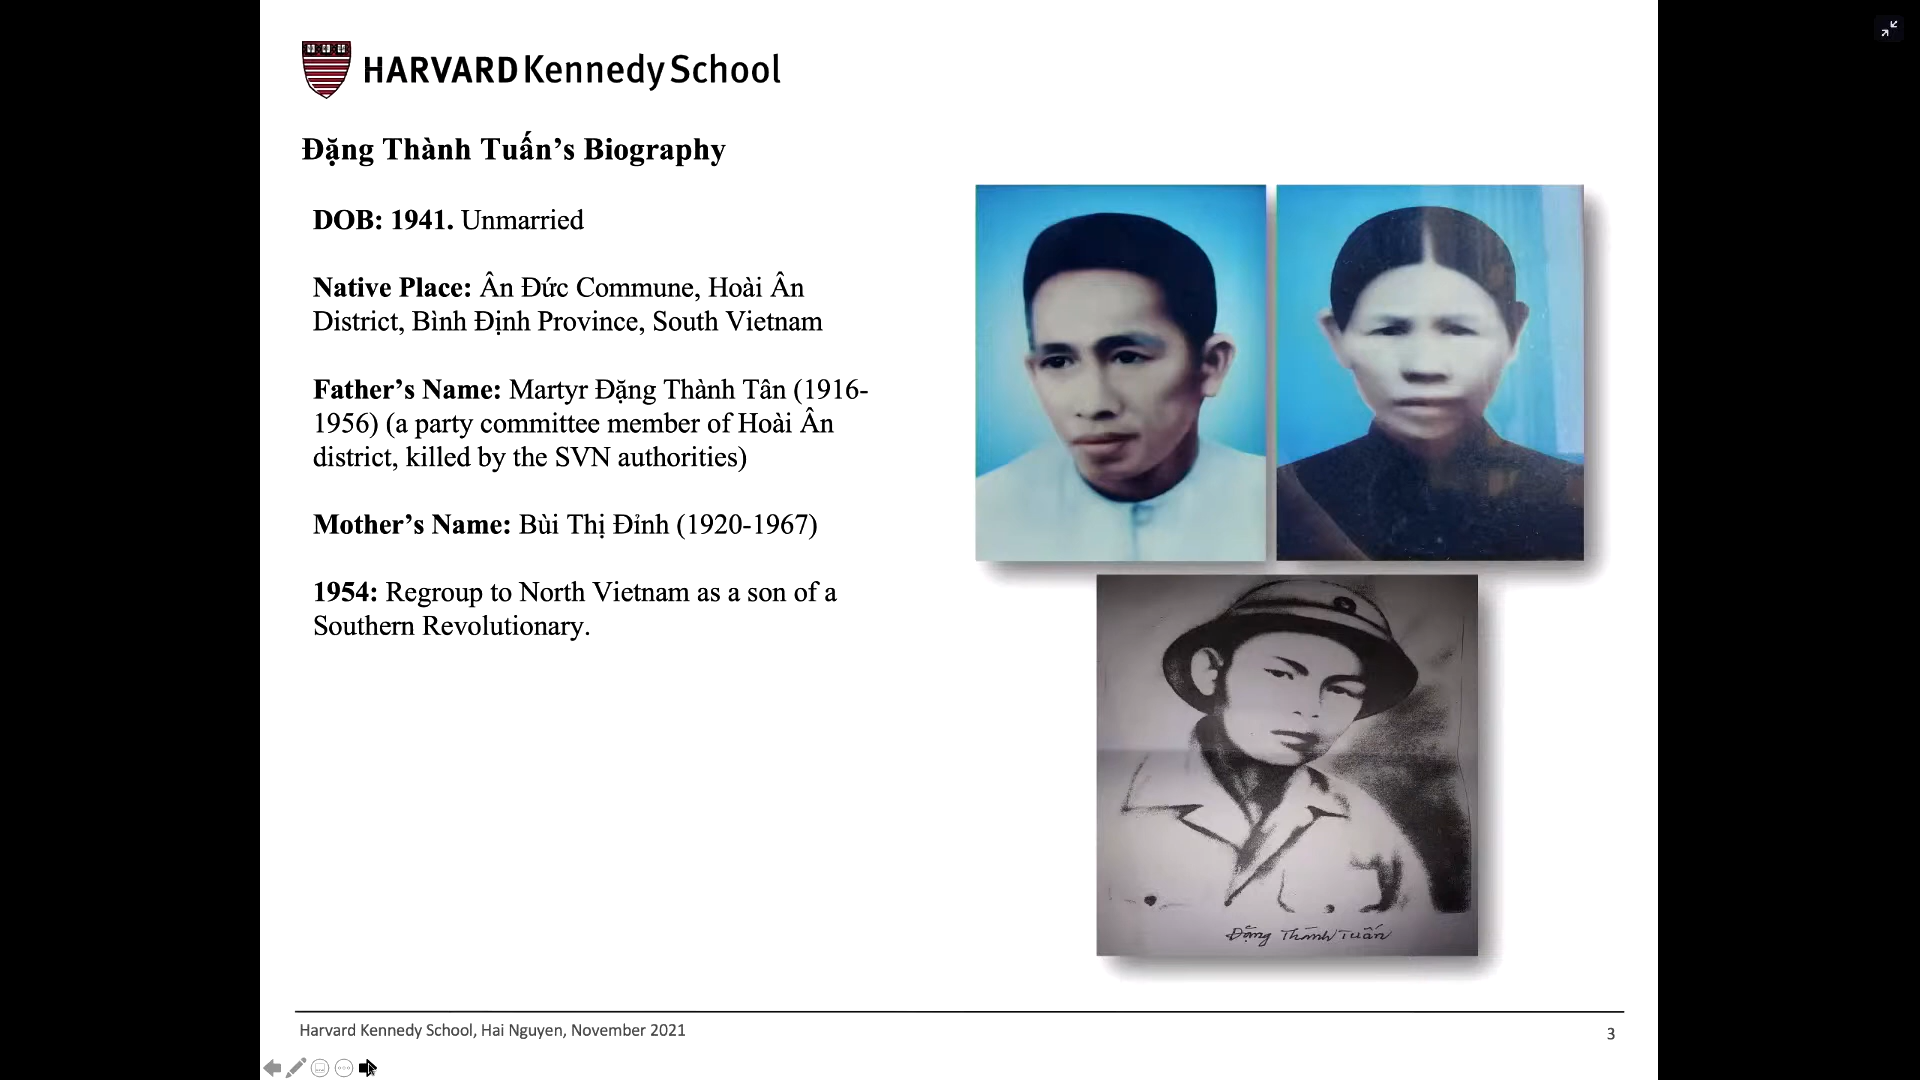 HARVARD Kennedy School
Đặng Thành Tuấn’s Biography
DOB: 1941. Unmarried
Native Place: Ân Đức Commune, Hoài Ân
District, Bình Định Province, South Vietnam
Father’s Name: Martyr Đặng Thành Tân (1916-
1956) (a party committee member of Hoài Ân
district, killed by the SVN authorities)
Mother’s Name: Bùi Thị Đỉnh (1920-1967)
1954: Regroup to North Vietnam as a son of a
Southern Revolutionary.
Đặng Thành Tuấn
Harvard Kennedy School, Hai Nguyen, November 2021
3